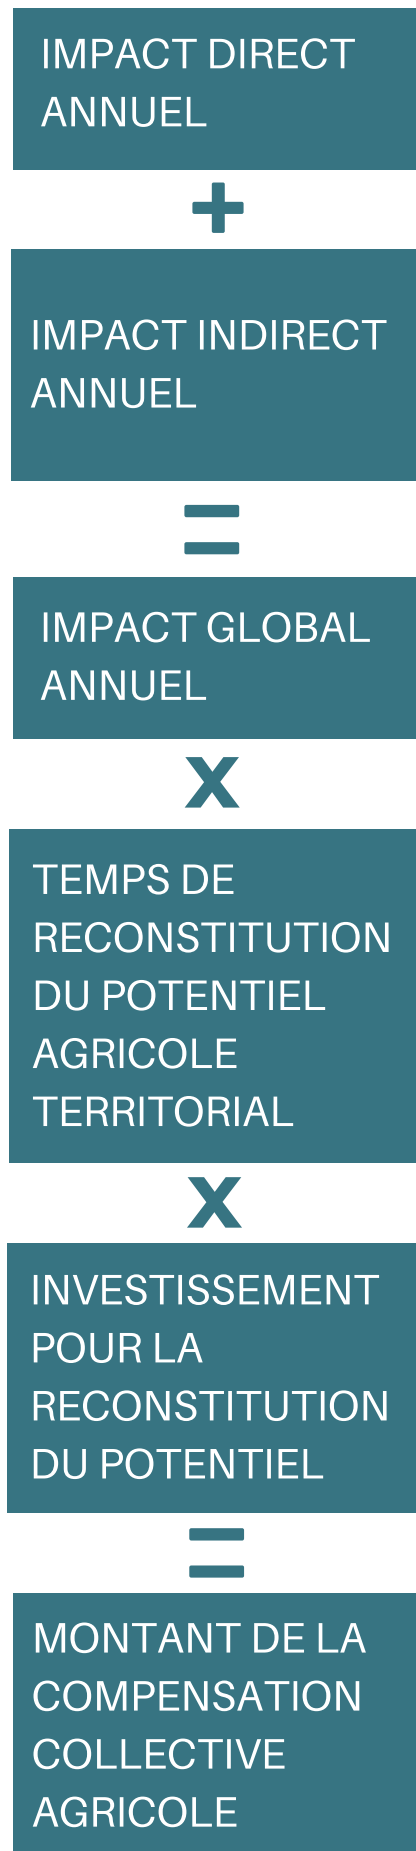 IMPACT DIRECT
ANNUEL
+
IMPACT INDIRECT
ANNUEL
=
IMPACT GLOBAL
ANNUEL
X
TEMPS DE
RECONSTITUTION
DU POTENTIEL
AGRICOLE
TERRITORIAL
X
INVESTISSEMENT
POUR LA
RECONSTITUTION
DU POTENTIEL
=
MONTANT DE LA
COMPENSATION
COLLECTIVE
AGRICOLE